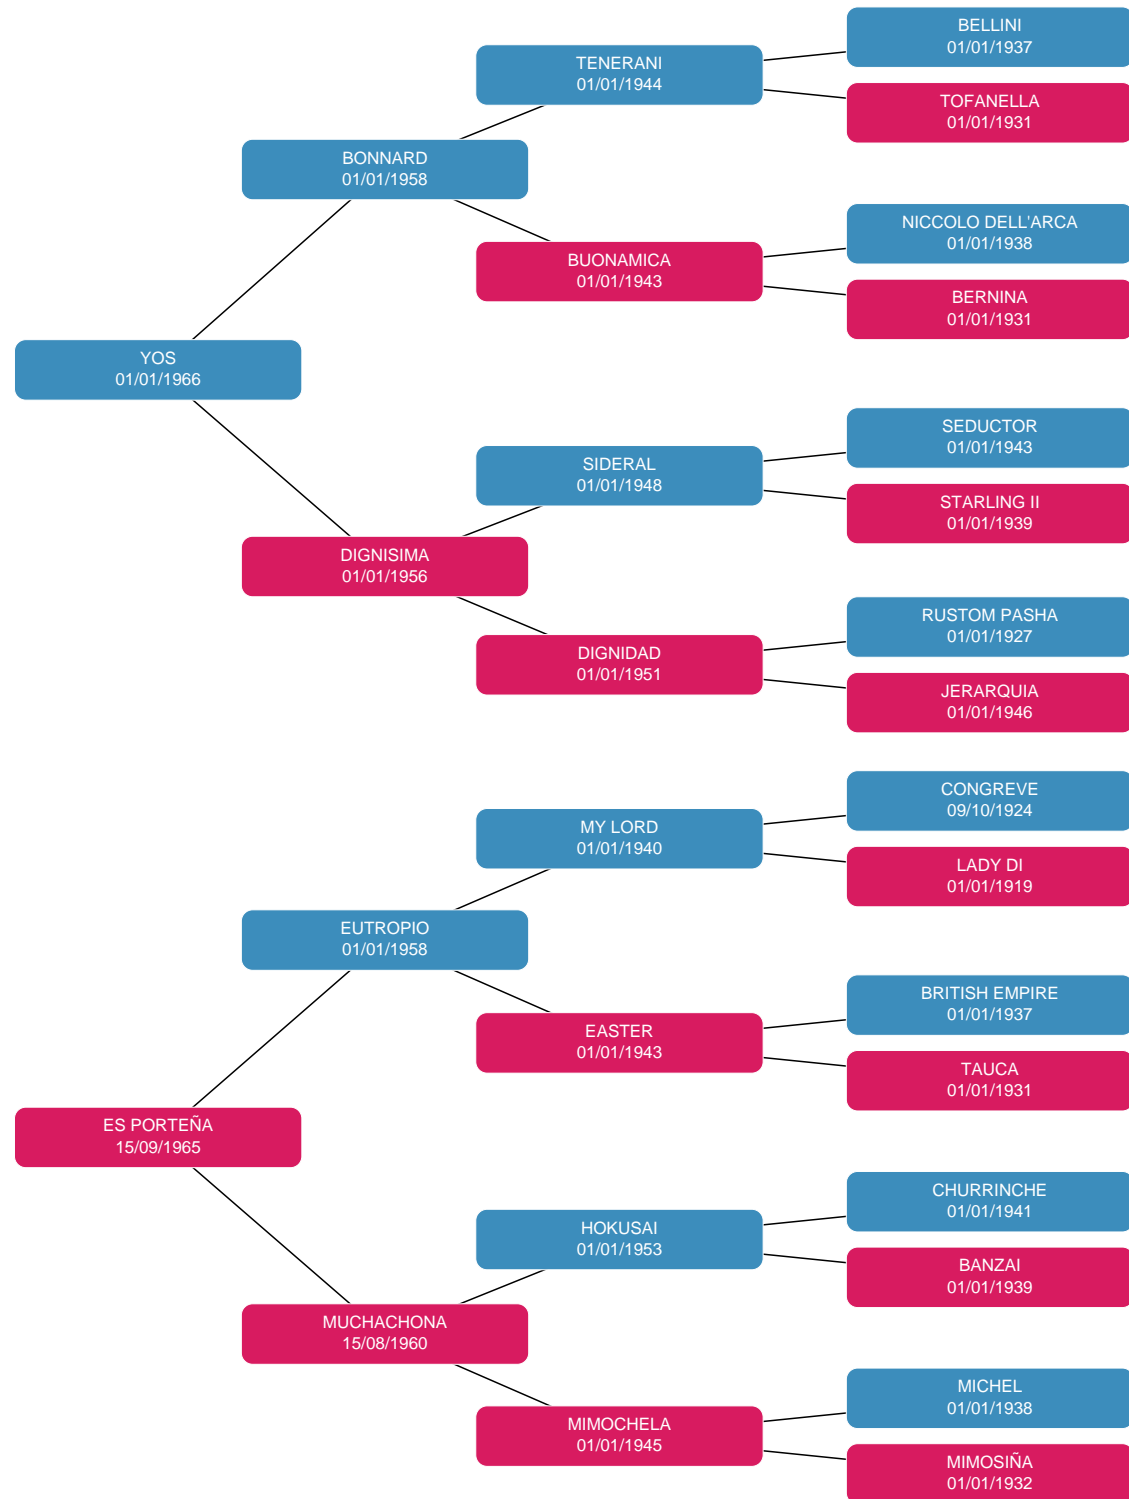 BELLINI
01/01/1937
TENERANI
01/01/1944
TOFANELLA
01/01/1931
BONNARD
01/01/1958
NICCOLO DELL'ARCA
01/01/1938
BUONAMICA
01/01/1943
BERNINA
01/01/1931
YOS
01/01/1966
SEDUCTOR
01/01/1943
SIDERAL
01/01/1948
STARLING II
01/01/1939
DIGNISIMA
01/01/1956
RUSTOM PASHA
01/01/1927
DIGNIDAD
01/01/1951
JERARQUIA
01/01/1946
CONGREVE
09/10/1924
MY LORD
01/01/1940
LADY DI
01/01/1919
EUTROPIO
01/01/1958
BRITISH EMPIRE
01/01/1937
EASTER
01/01/1943
TAUCA
01/01/1931
ES PORTEÑA
15/09/1965
CHURRINCHE
01/01/1941
HOKUSAI
01/01/1953
BANZAI
01/01/1939
MUCHACHONA
15/08/1960
MICHEL
01/01/1938
MIMOCHELA
01/01/1945
MIMOSIÑA
01/01/1932